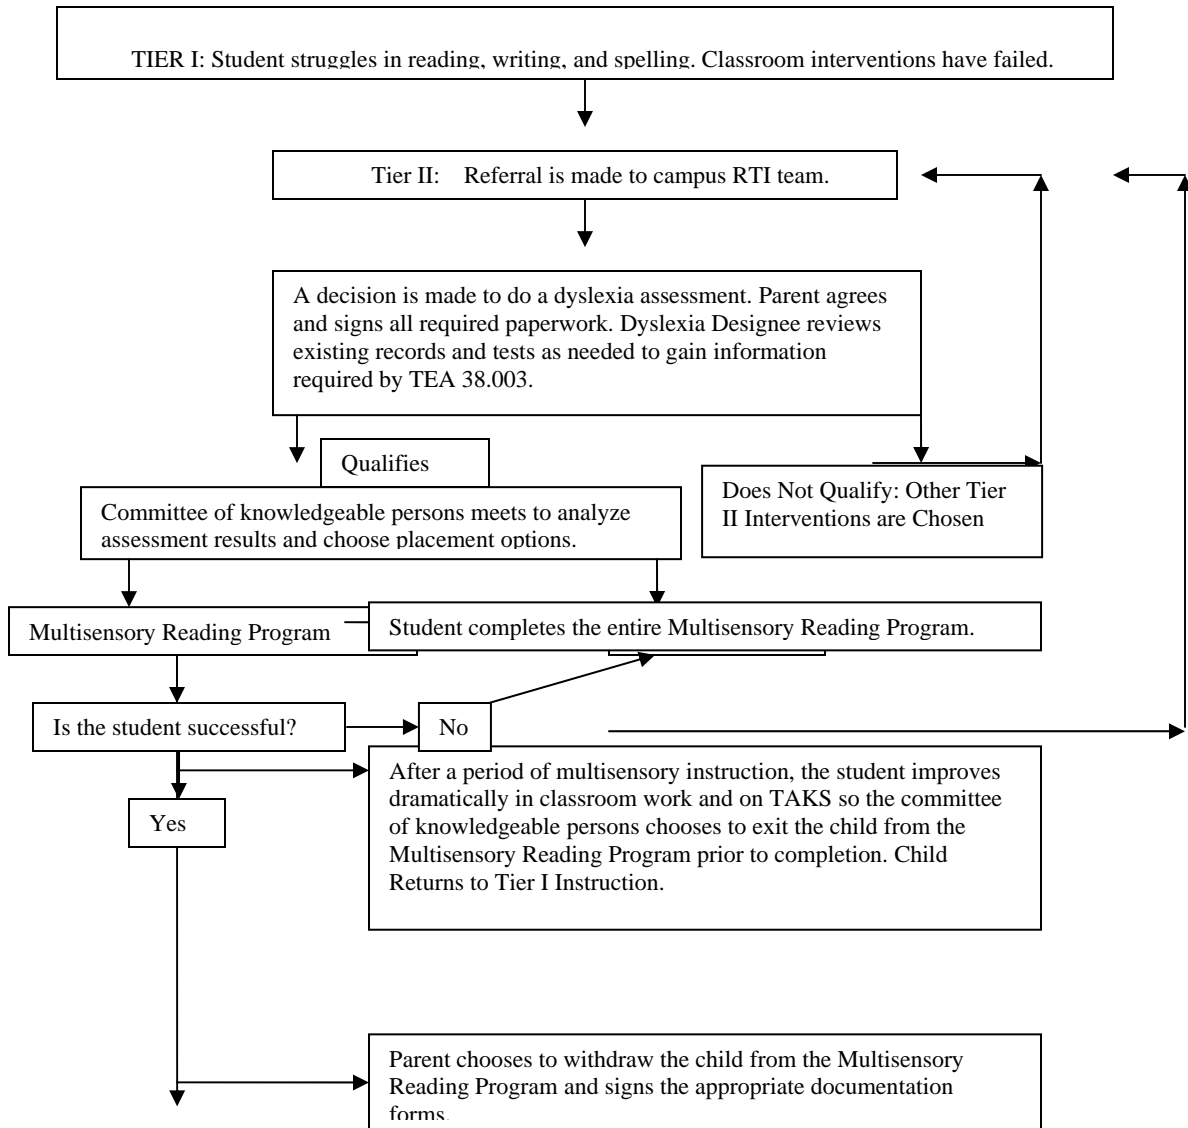 TIER I: Student struggles in reading, writing, and spelling. Classroom interventions have failed.
Tier II: Referral is made to campus RTI team.
A decision is made to do a dyslexia assessment. Parent agrees
and signs all required paperwork. Dyslexia Designee reviews
existing records and tests as needed to gain information
required by TEA 38.003.
Qualifies
Does Not Qualify: Other Tier
II Interventions are Chosen
Committee of knowledgeable persons meets to analyze
assessment results and choose placement options.
Multisensory Reading Program
Student completes the entire Multisensory Reading Program.
Is the student successful?
No
After a period of multisensory instruction, the student improves
dramatically in classroom work and on TAKS so the committee
of knowledgeable persons chooses to exit the child from the
Multisensory Reading Program prior to completion. Child
Returns to Tier I Instruction.
Yes
Parent chooses to withdraw the child from the Multisensory
Reading Program and signs the appropriate documentation
forms.